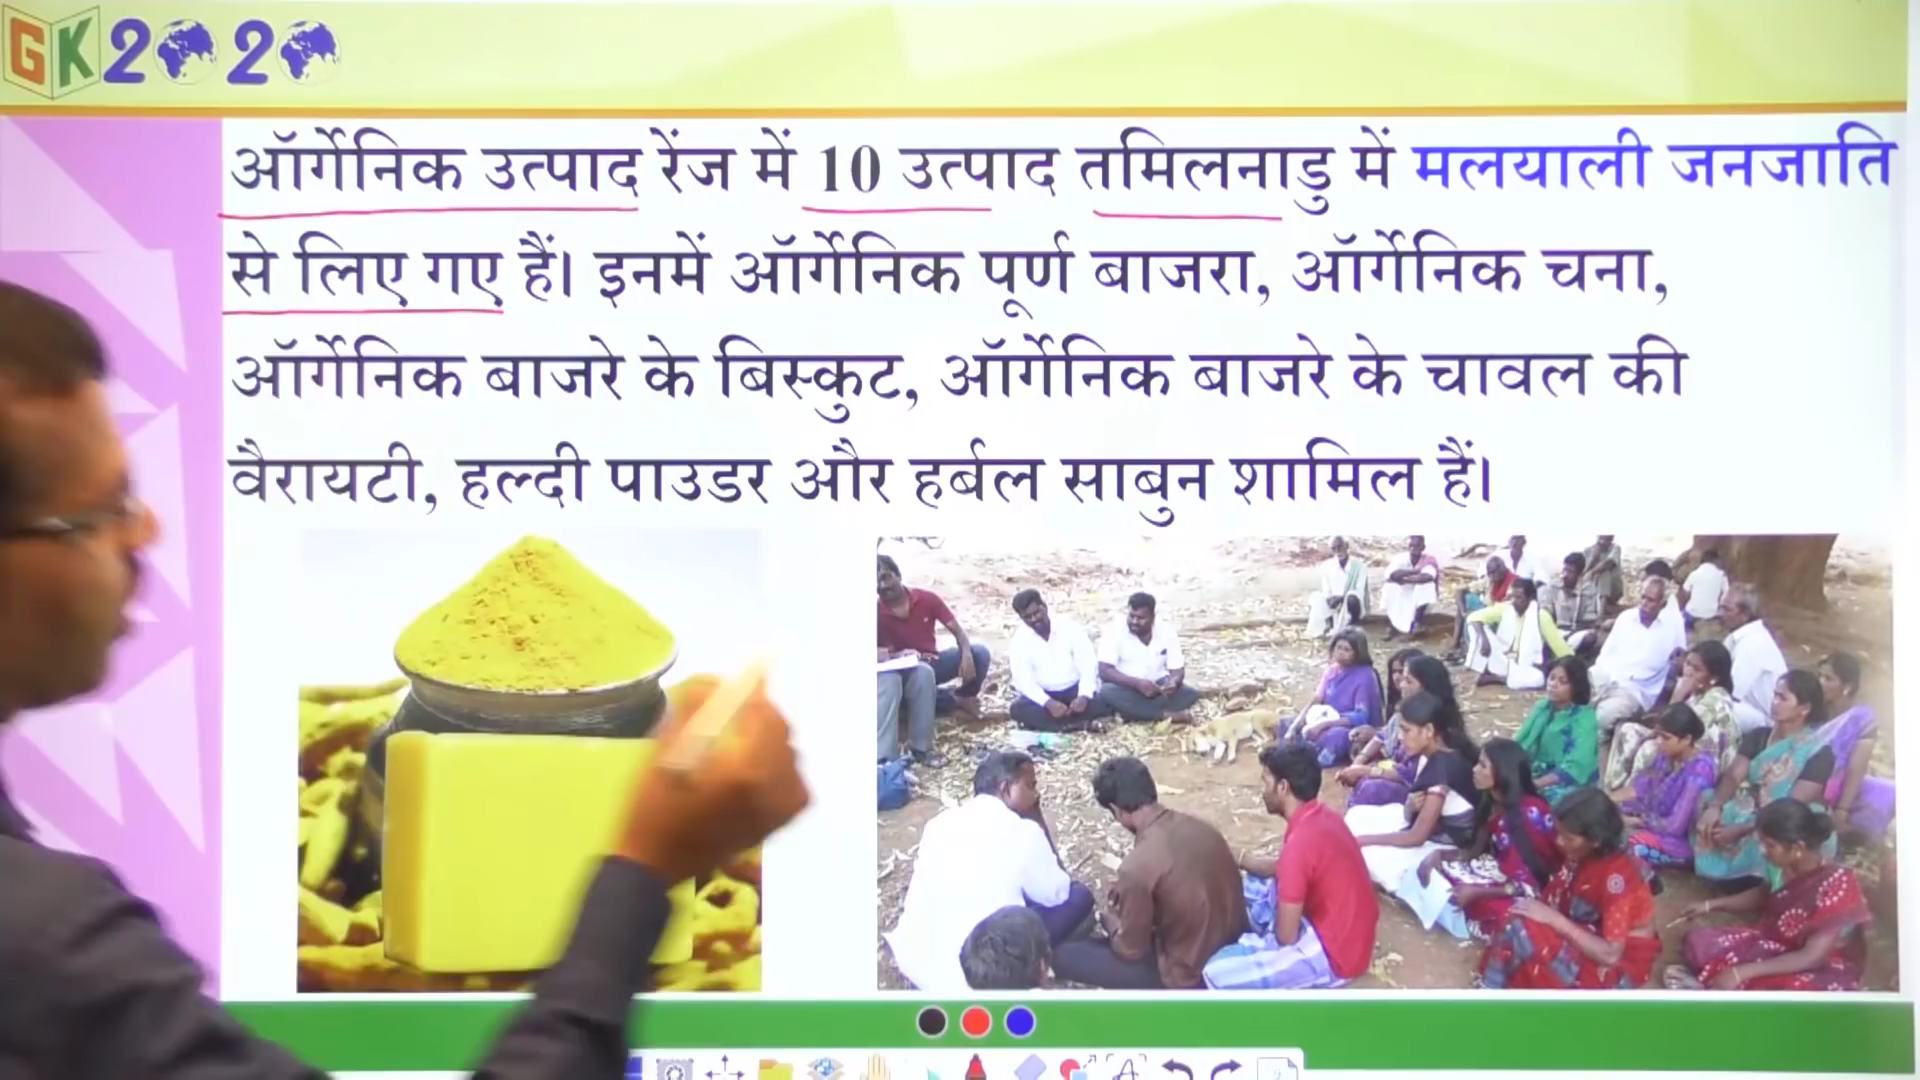 GK2020
ऑर्गेनिक उत्पाद रेंज में 10 उत्पाद तमिलनाडु में मलयाली जनजाति
से लिए गए हैं। इनमें ऑर्गेनिक पूर्ण बाजरा, ऑर्गेनिक चना,
ऑर्गेनिक बाजरे के बिस्कुट, ऑर्गेनिक बाजरे के चावल की
वैरायटी, हल्दी पाउडर और हर्बल साबुन शामिल हैं।